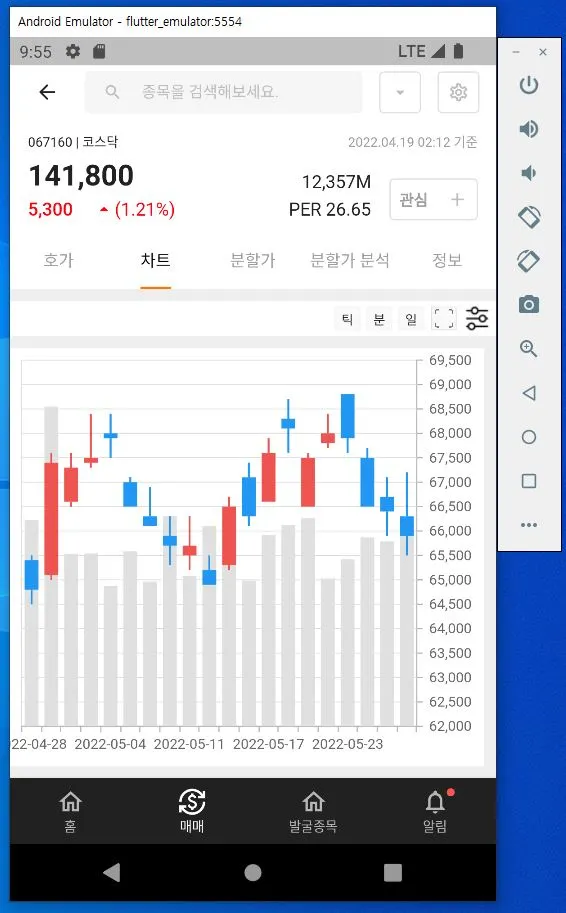 Android Emulator - flutter_emulator:5554
9:55 LTE
종목을 검색해보세요.
067160 | 코스닥 2022.04.19 02:12 기준
141,800
12,357M
5,300 (1.21%) PER 26.65
관심
호가 차트 분할가 분할가 분석 정보
틱 분 일
69,500
69,000
68,500
68,000
67,500
67,000
66,500
66,000
65,500
65,000
64,500
64,000
63,500
63,000
62,500
62,000
22-04-28 2022-05-04 2022-05-11 2022-05-17 2022-05-23
홈 매매 발굴종목 알림